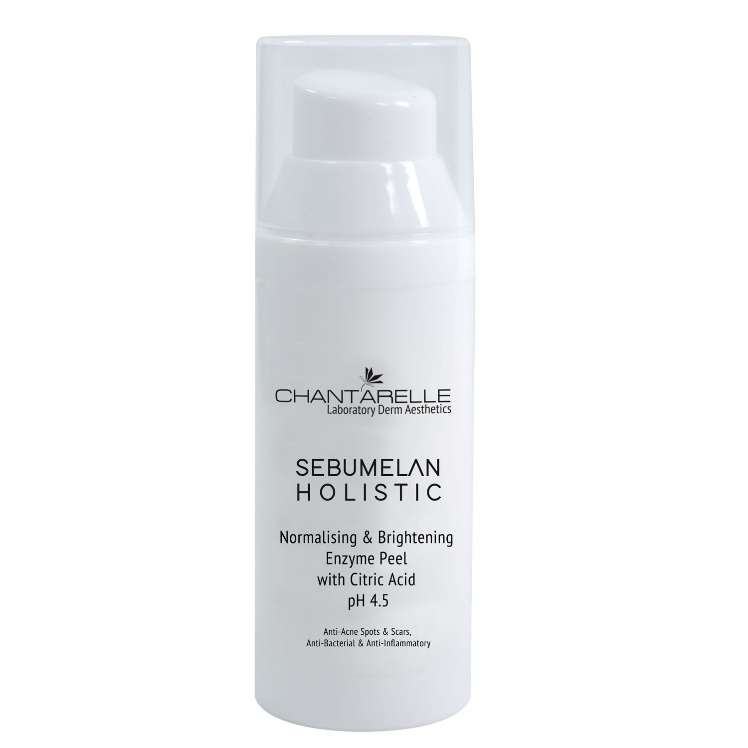 CHANTARELLE
Laboratory Derm Aesthetics
SEBUMELAN
HOLISTIC
Normalising & Brightening
Enzyme Peel
with Citric Acid
pH 4.5
Anti-Acne Spots & Scars,
Anti-Bacterial & Anti-Inflammatory